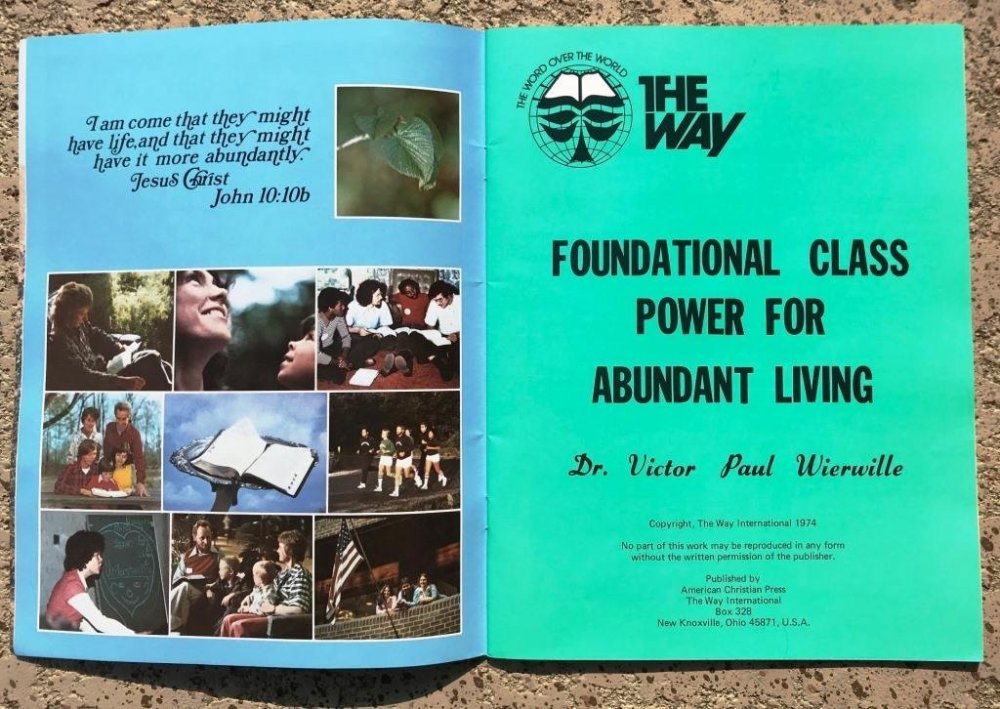 I am come that they might
have life, and that they might
have it more abundantly.
Jesus Christ
John 10:10b
THE WORD OVER THE WORLD
THE
WAY
FOUNDATIONAL CLASS
POWER FOR
ABUNDANT LIVING
Dr. Victor Paul Wierwille
Copyright, The Way International 1974
No part of this work may be reproduced in any form
without the written permission of the publisher.
Published by
American Christian Press
The Way International
Box 328
New Knoxville, Ohio 45871, U.S.A.